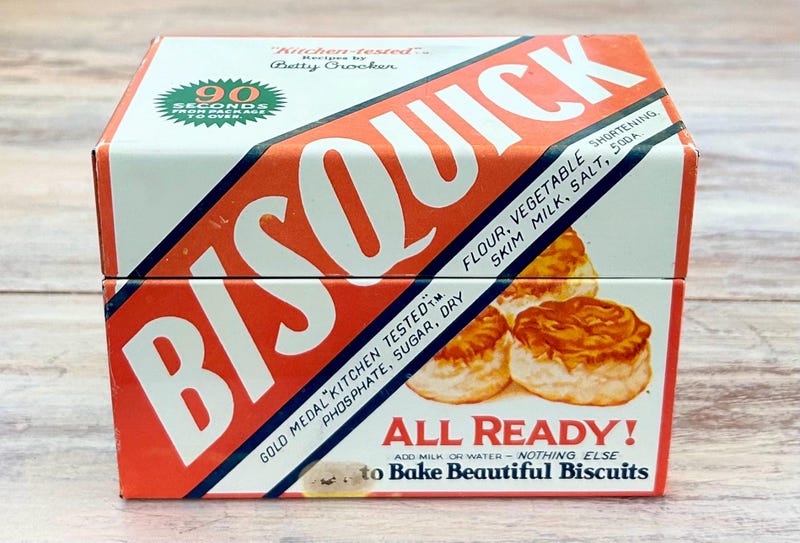 "Kitchen-tested" T.M.
Recipes by
Betty Crocker
90
SECONDS
FROM PACKAGE
TO OVEN.
BISQUICK
GOLD MEDAL "KITCHEN TESTED" T.M. FLOUR, VEGETABLE SHORTENING,
PHOSPHATE, SUGAR, DRY SKIM MILK, SALT, SODA.
ALL READY!
ADD MILK OR WATER – NOTHING ELSE
to Bake Beautiful Biscuits